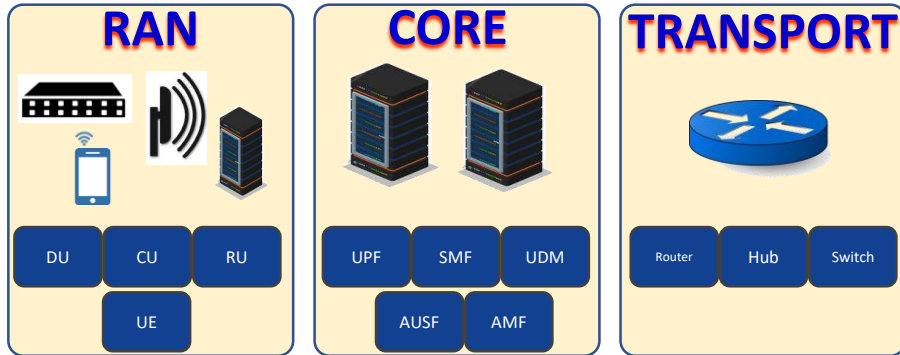 RAN
CORE
TRANSPORT
DU
CU
RU
UE
UPF
SMF
UDM
AUSF
AMF
Router
Hub
Switch